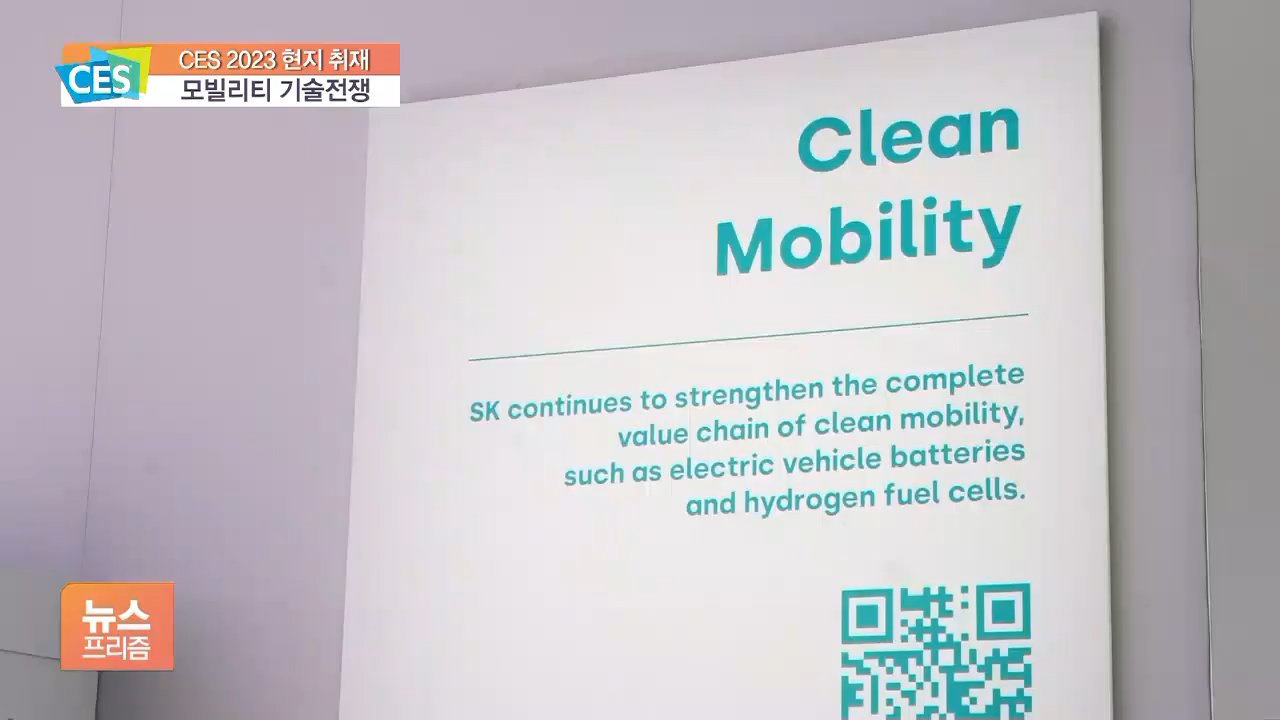 CES
CES 2023 현지 취재
모빌리티 기술전쟁
Clean
Mobility
SK continues to strengthen the complete
value chain of clean mobility,
such as electric vehicle batteries
and hydrogen fuel cells.
뉴스
프리즘